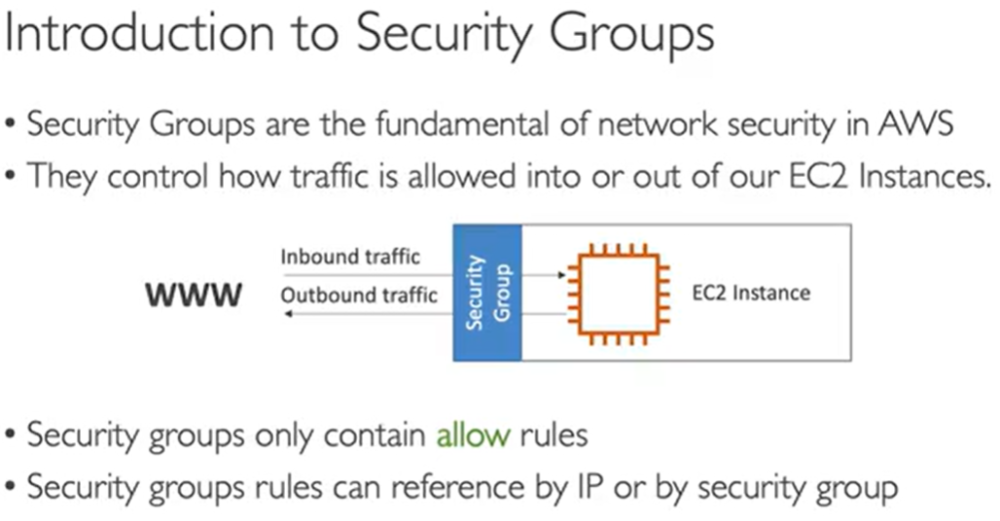 Introduction to Security Groups
• Security Groups are the fundamental of network security in AWS
• They control how traffic is allowed into or out of our EC2 Instances.
Inbound traffic
WWW
Outbound traffic
Security
Group
EC2 Instance
• Security groups only contain allow rules
• Security groups rules can reference by IP or by security group